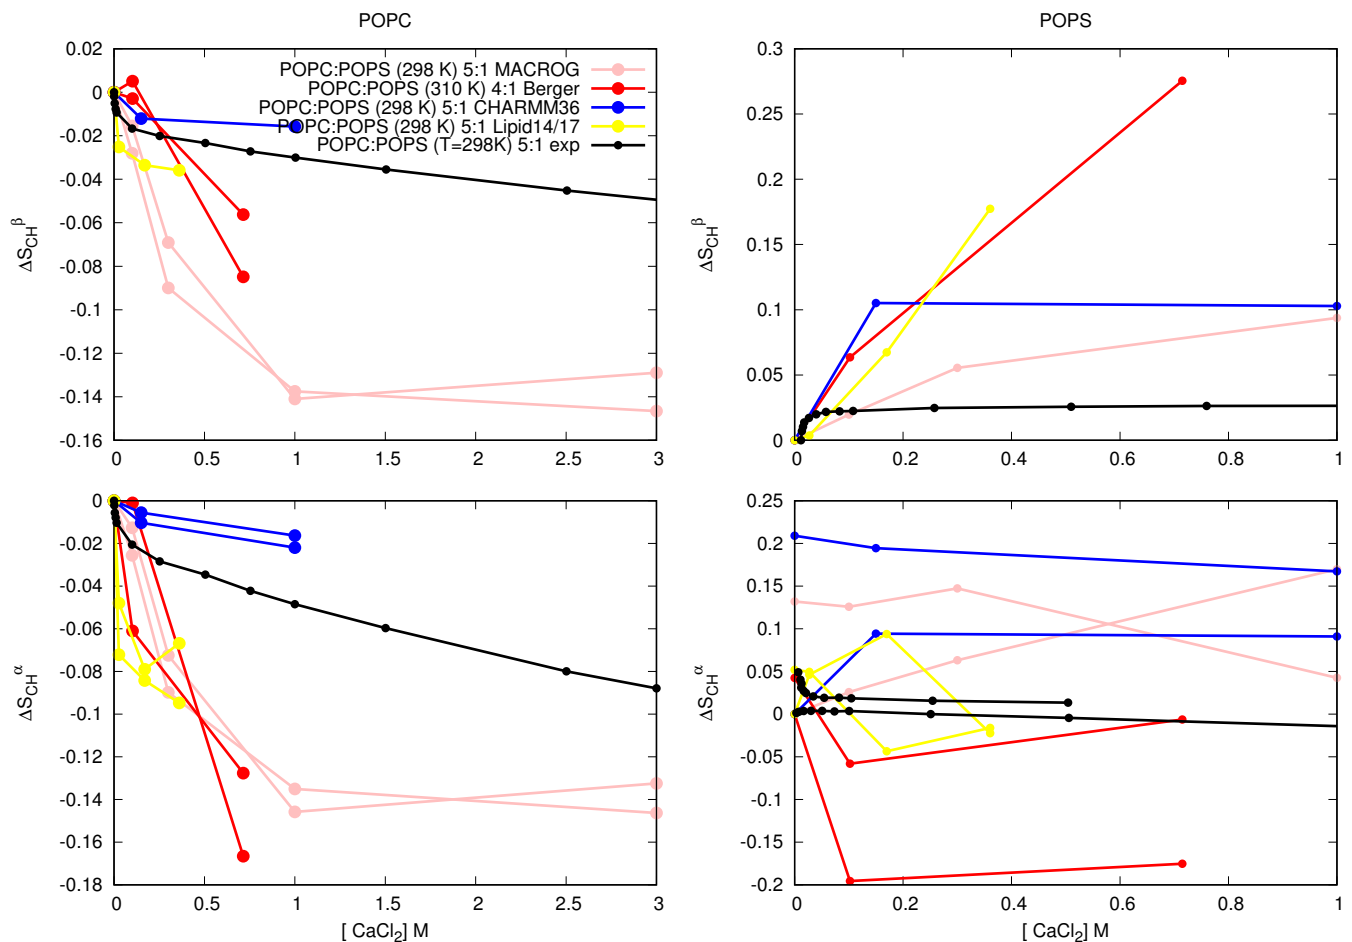 POPC
POPS
0.02
0
-0.02
-0.04
-0.06
-0.08
-0.1
-0.12
-0.14
-0.16
ΔS_CH^β
POPC:POPS (298 K) 5:1 MACROG
POPC:POPS (310 K) 4:1 Berger
POPC:POPS (298 K) 5:1 CHARMM36
POPC:POPS (298 K) 5:1 Lipid14/17
POPC:POPS (T=298K) 5:1 exp
0 0.5 1 1.5 2 2.5 3
0.3
0.25
0.2
0.15
0.1
0.05
0
ΔS_CH^β
0 0.2 0.4 0.6 0.8 1
0
-0.02
-0.04
-0.06
-0.08
-0.1
-0.12
-0.14
-0.16
-0.18
ΔS_CH^α
0 0.5 1 1.5 2 2.5 3
[ CaCl₂] M
0.25
0.2
0.15
0.1
0.05
0
-0.05
-0.1
-0.15
-0.2
ΔS_CH^α
0 0.2 0.4 0.6 0.8 1
[ CaCl₂] M